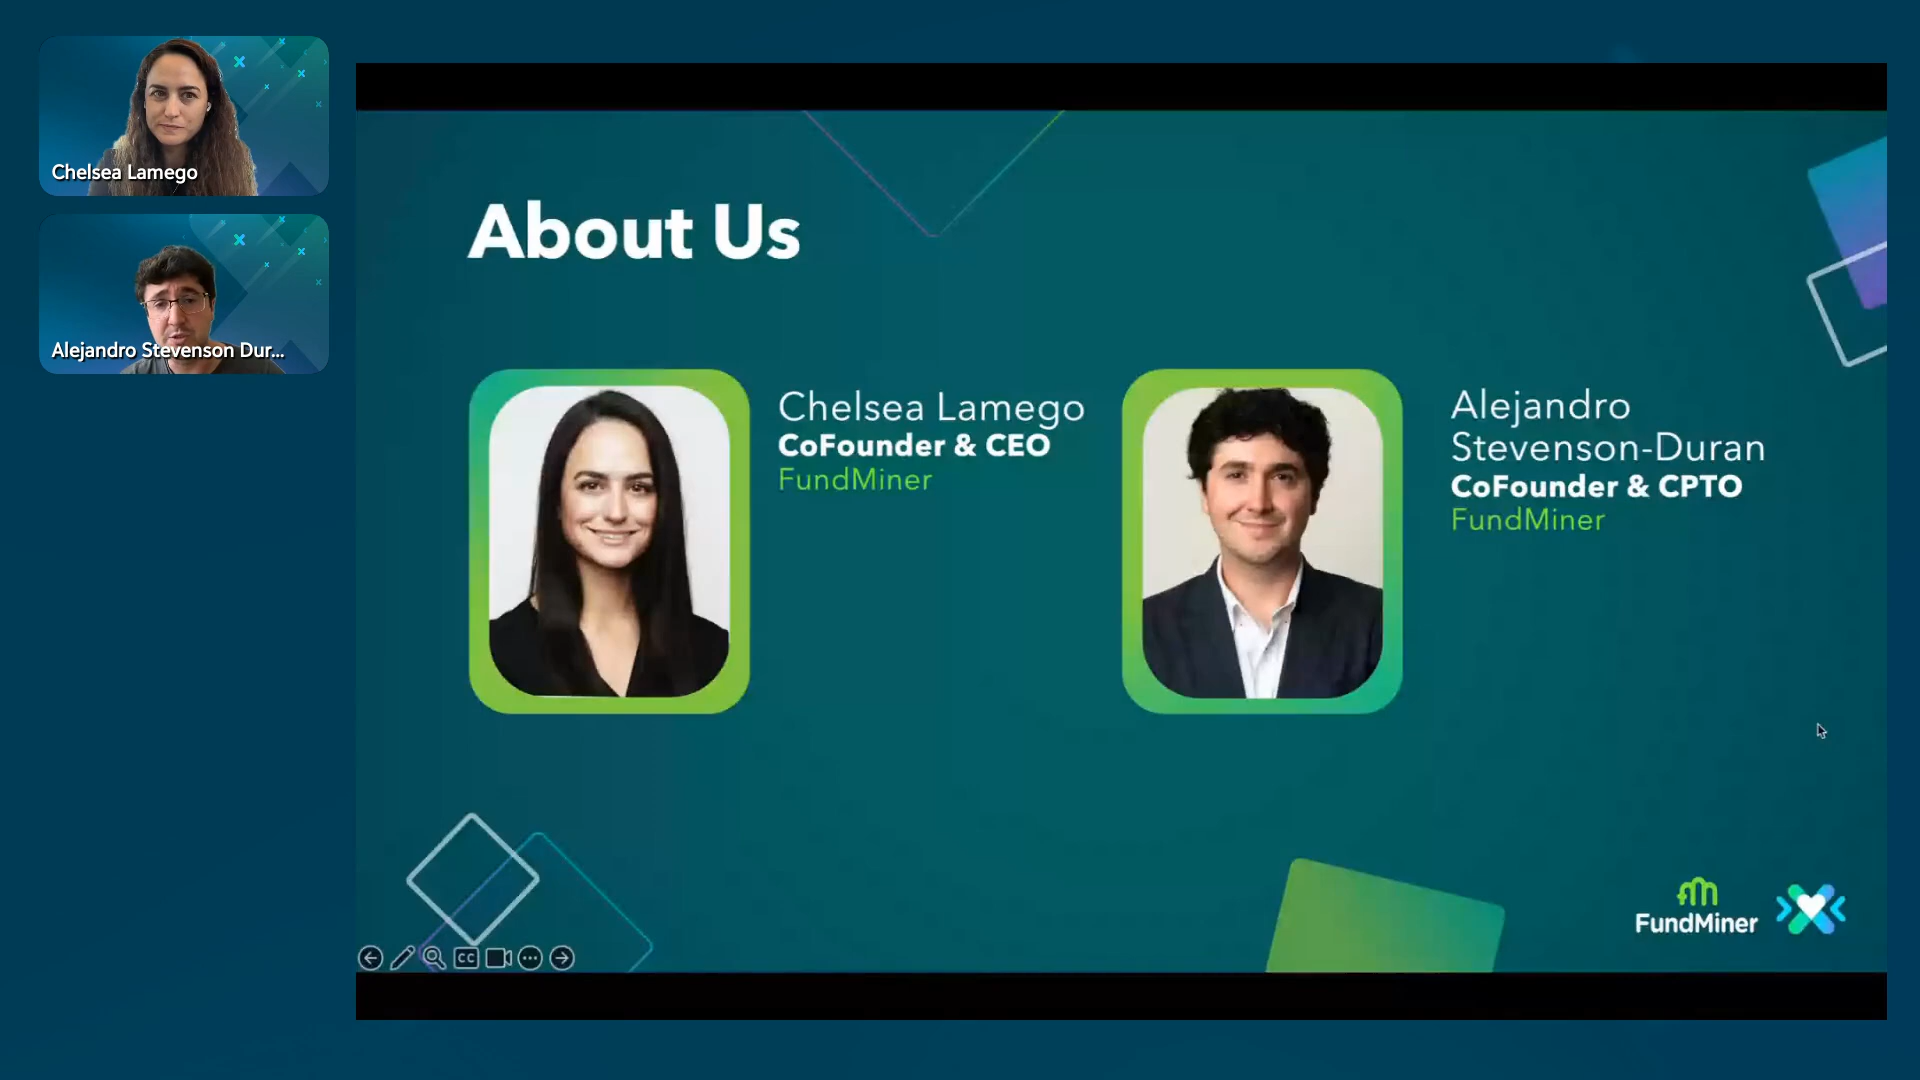 Chelsea Lamego
Alejandro Stevenson Dur...
About Us
Chelsea Lamego
CoFounder & CEO
FundMiner
Alejandro
Stevenson-Duran
CoFounder & CPTO
FundMiner
CC
FundMiner